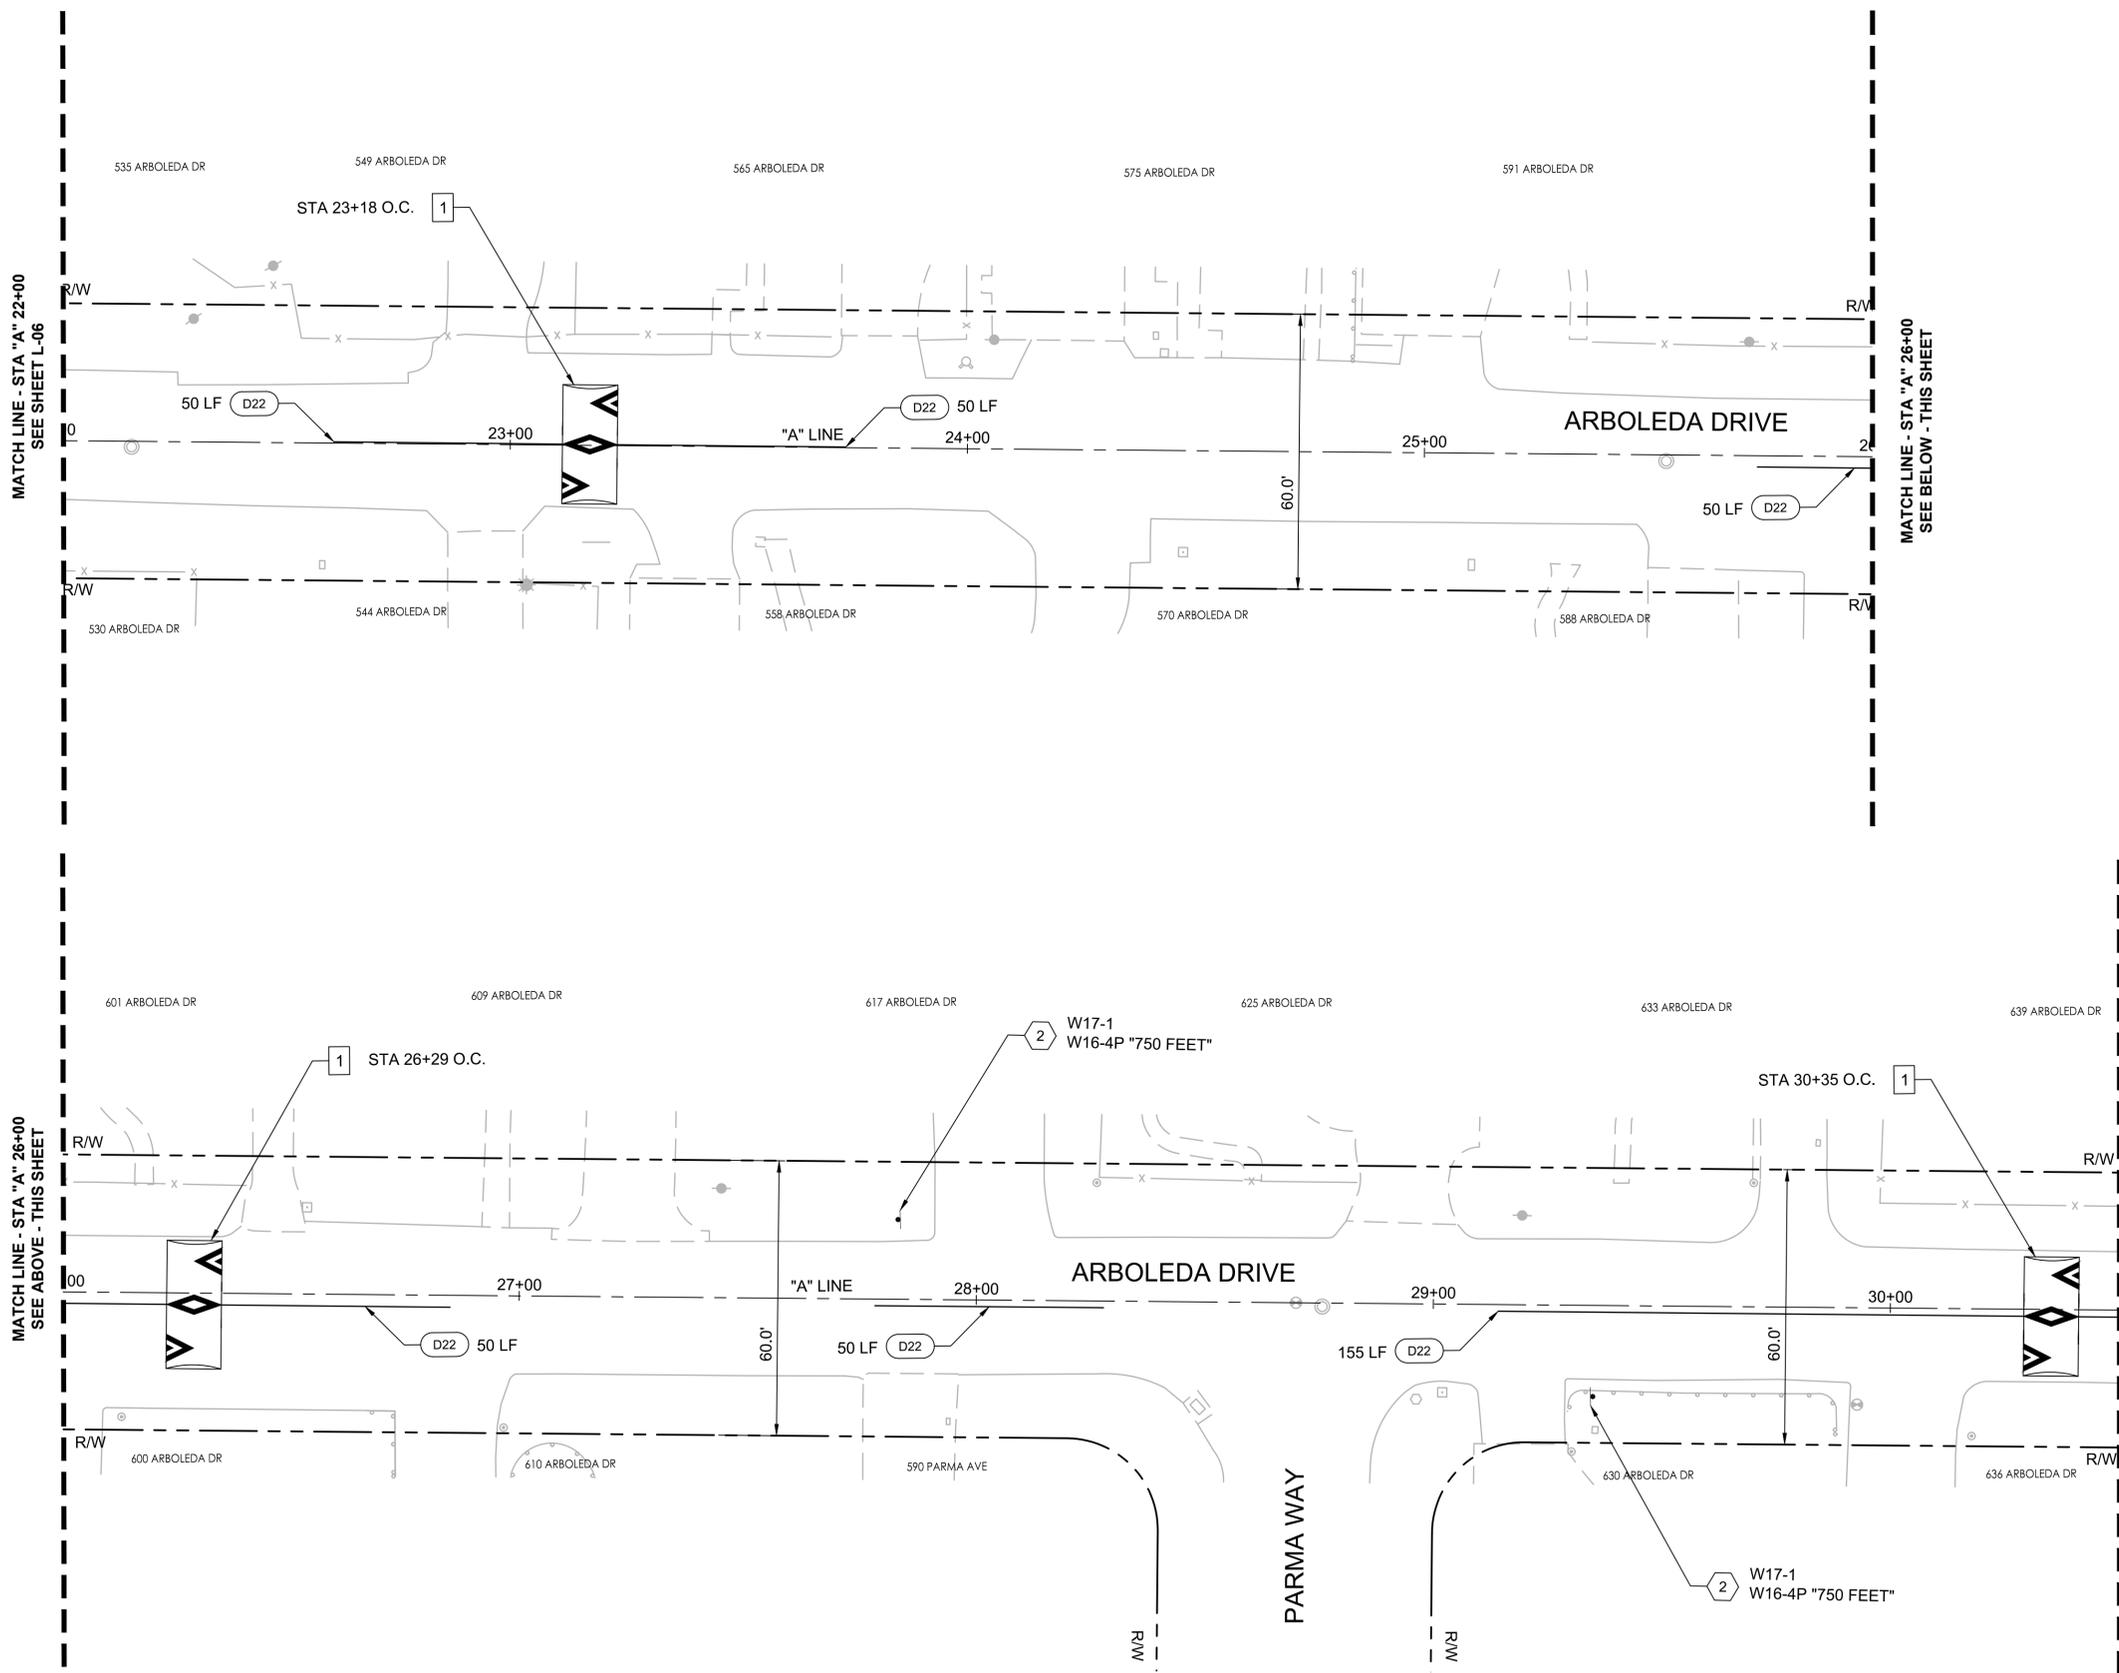 535 ARBOLEDA DR
549 ARBOLEDA DR
565 ARBOLEDA DR
575 ARBOLEDA DR
591 ARBOLEDA DR
STA 23+18 O.C.
1
MATCH LINE - STA "A" 22+00
SEE SHEET L-06
R/W
R/W
50 LF
D22
D22
50 LF
0
23+00
"A" LINE
24+00
25+00
ARBOLEDA DRIVE
26
60.0'
50 LF
D22
MATCH LINE - STA "A" 26+00
SEE BELOW - THIS SHEET
R/W
R/W
530 ARBOLEDA DR
544 ARBOLEDA DR
558 ARBOLEDA DR
570 ARBOLEDA DR
588 ARBOLEDA DR
601 ARBOLEDA DR
609 ARBOLEDA DR
617 ARBOLEDA DR
625 ARBOLEDA DR
633 ARBOLEDA DR
639 ARBOLEDA DR
1
STA 26+29 O.C.
2
W17-1
W16-4P "750 FEET"
STA 30+35 O.C.
1
MATCH LINE - STA "A" 26+00
SEE ABOVE - THIS SHEET
R/W
R/W
00
27+00
"A" LINE
28+00
ARBOLEDA DRIVE
29+00
30+00
D22
50 LF
60.0'
50 LF
D22
155 LF
D22
60.0'
R/W
R/W
600 ARBOLEDA DR
610 ARBOLEDA DR
590 PARMA AVE
630 ARBOLEDA DR
636 ARBOLEDA DR
PARMA WAY
2
W17-1
W16-4P "750 FEET"
R/W
R/W